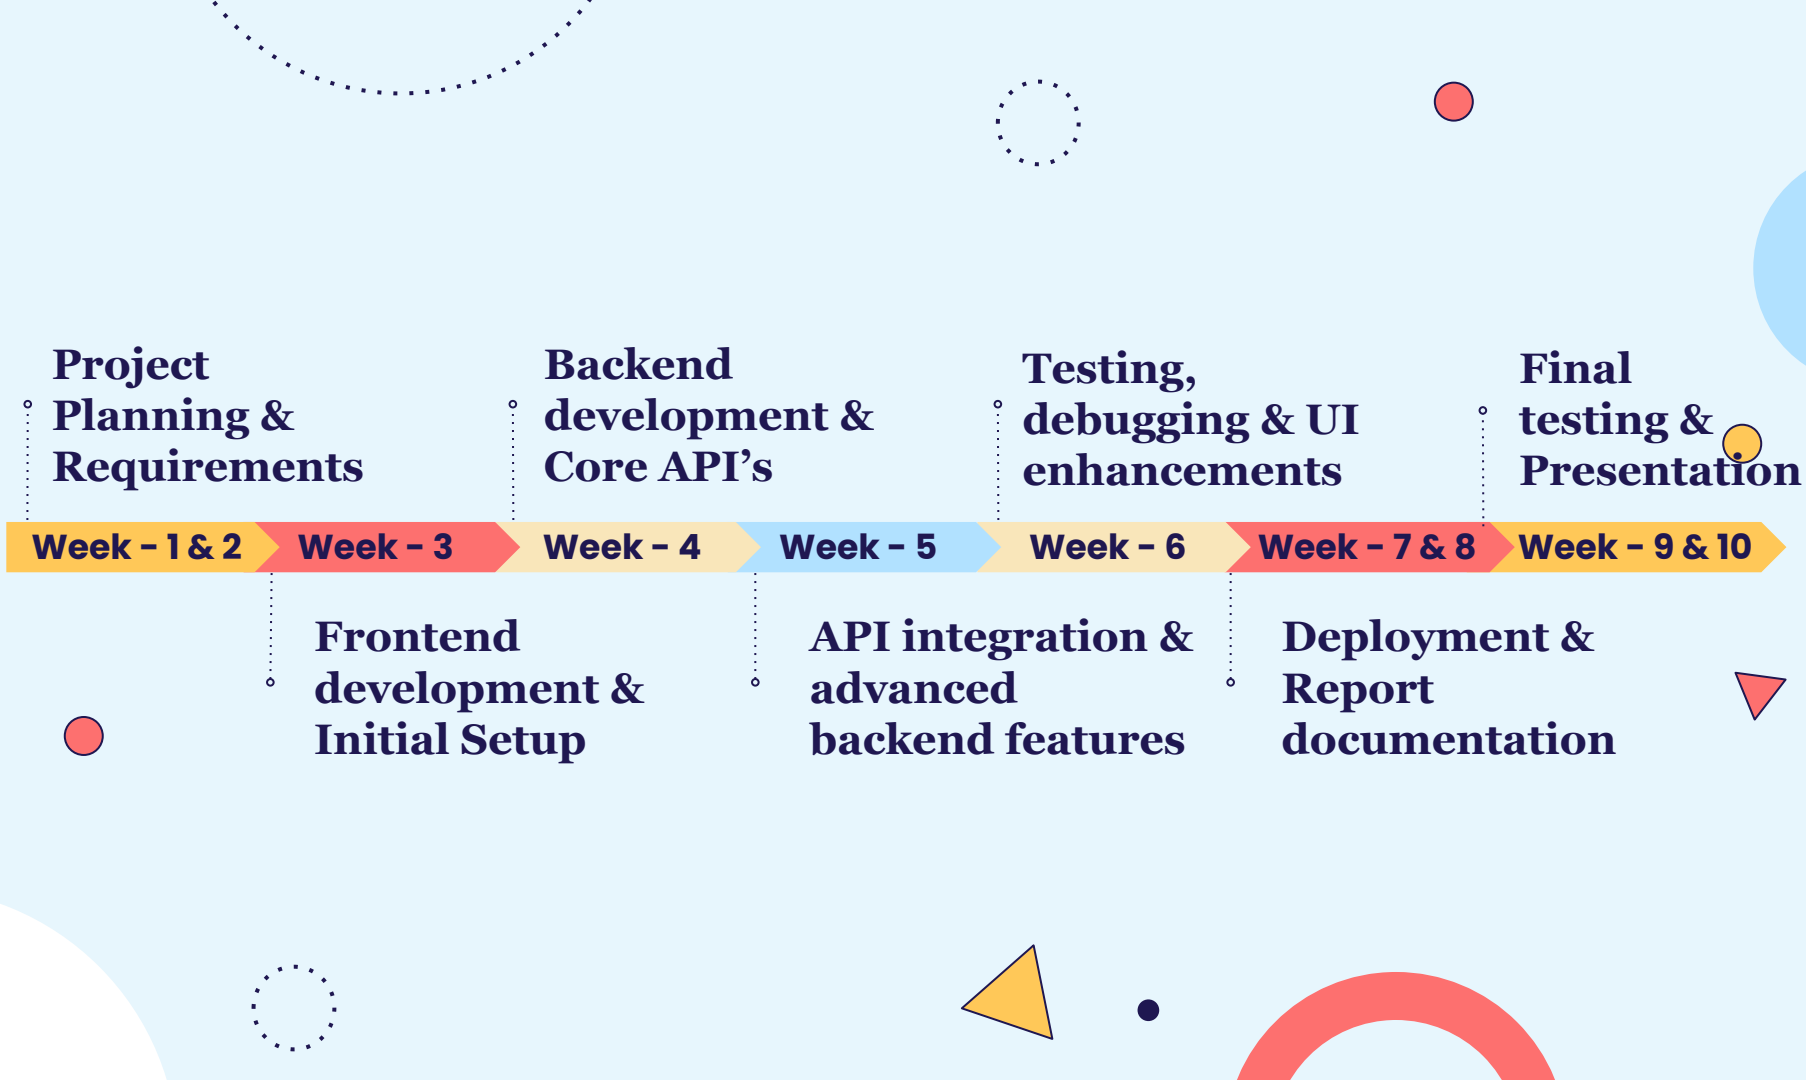 Project
Planning &
Requirements
Backend
development &
Core API’s
Testing,
debugging & UI
enhancements
Final
testing &
Presentation
Week - 1 & 2
Week - 3
Week - 4
Week - 5
Week - 6
Week - 7 & 8
Week - 9 & 10
Frontend
development &
Initial Setup
API integration &
advanced
backend features
Deployment &
Report
documentation